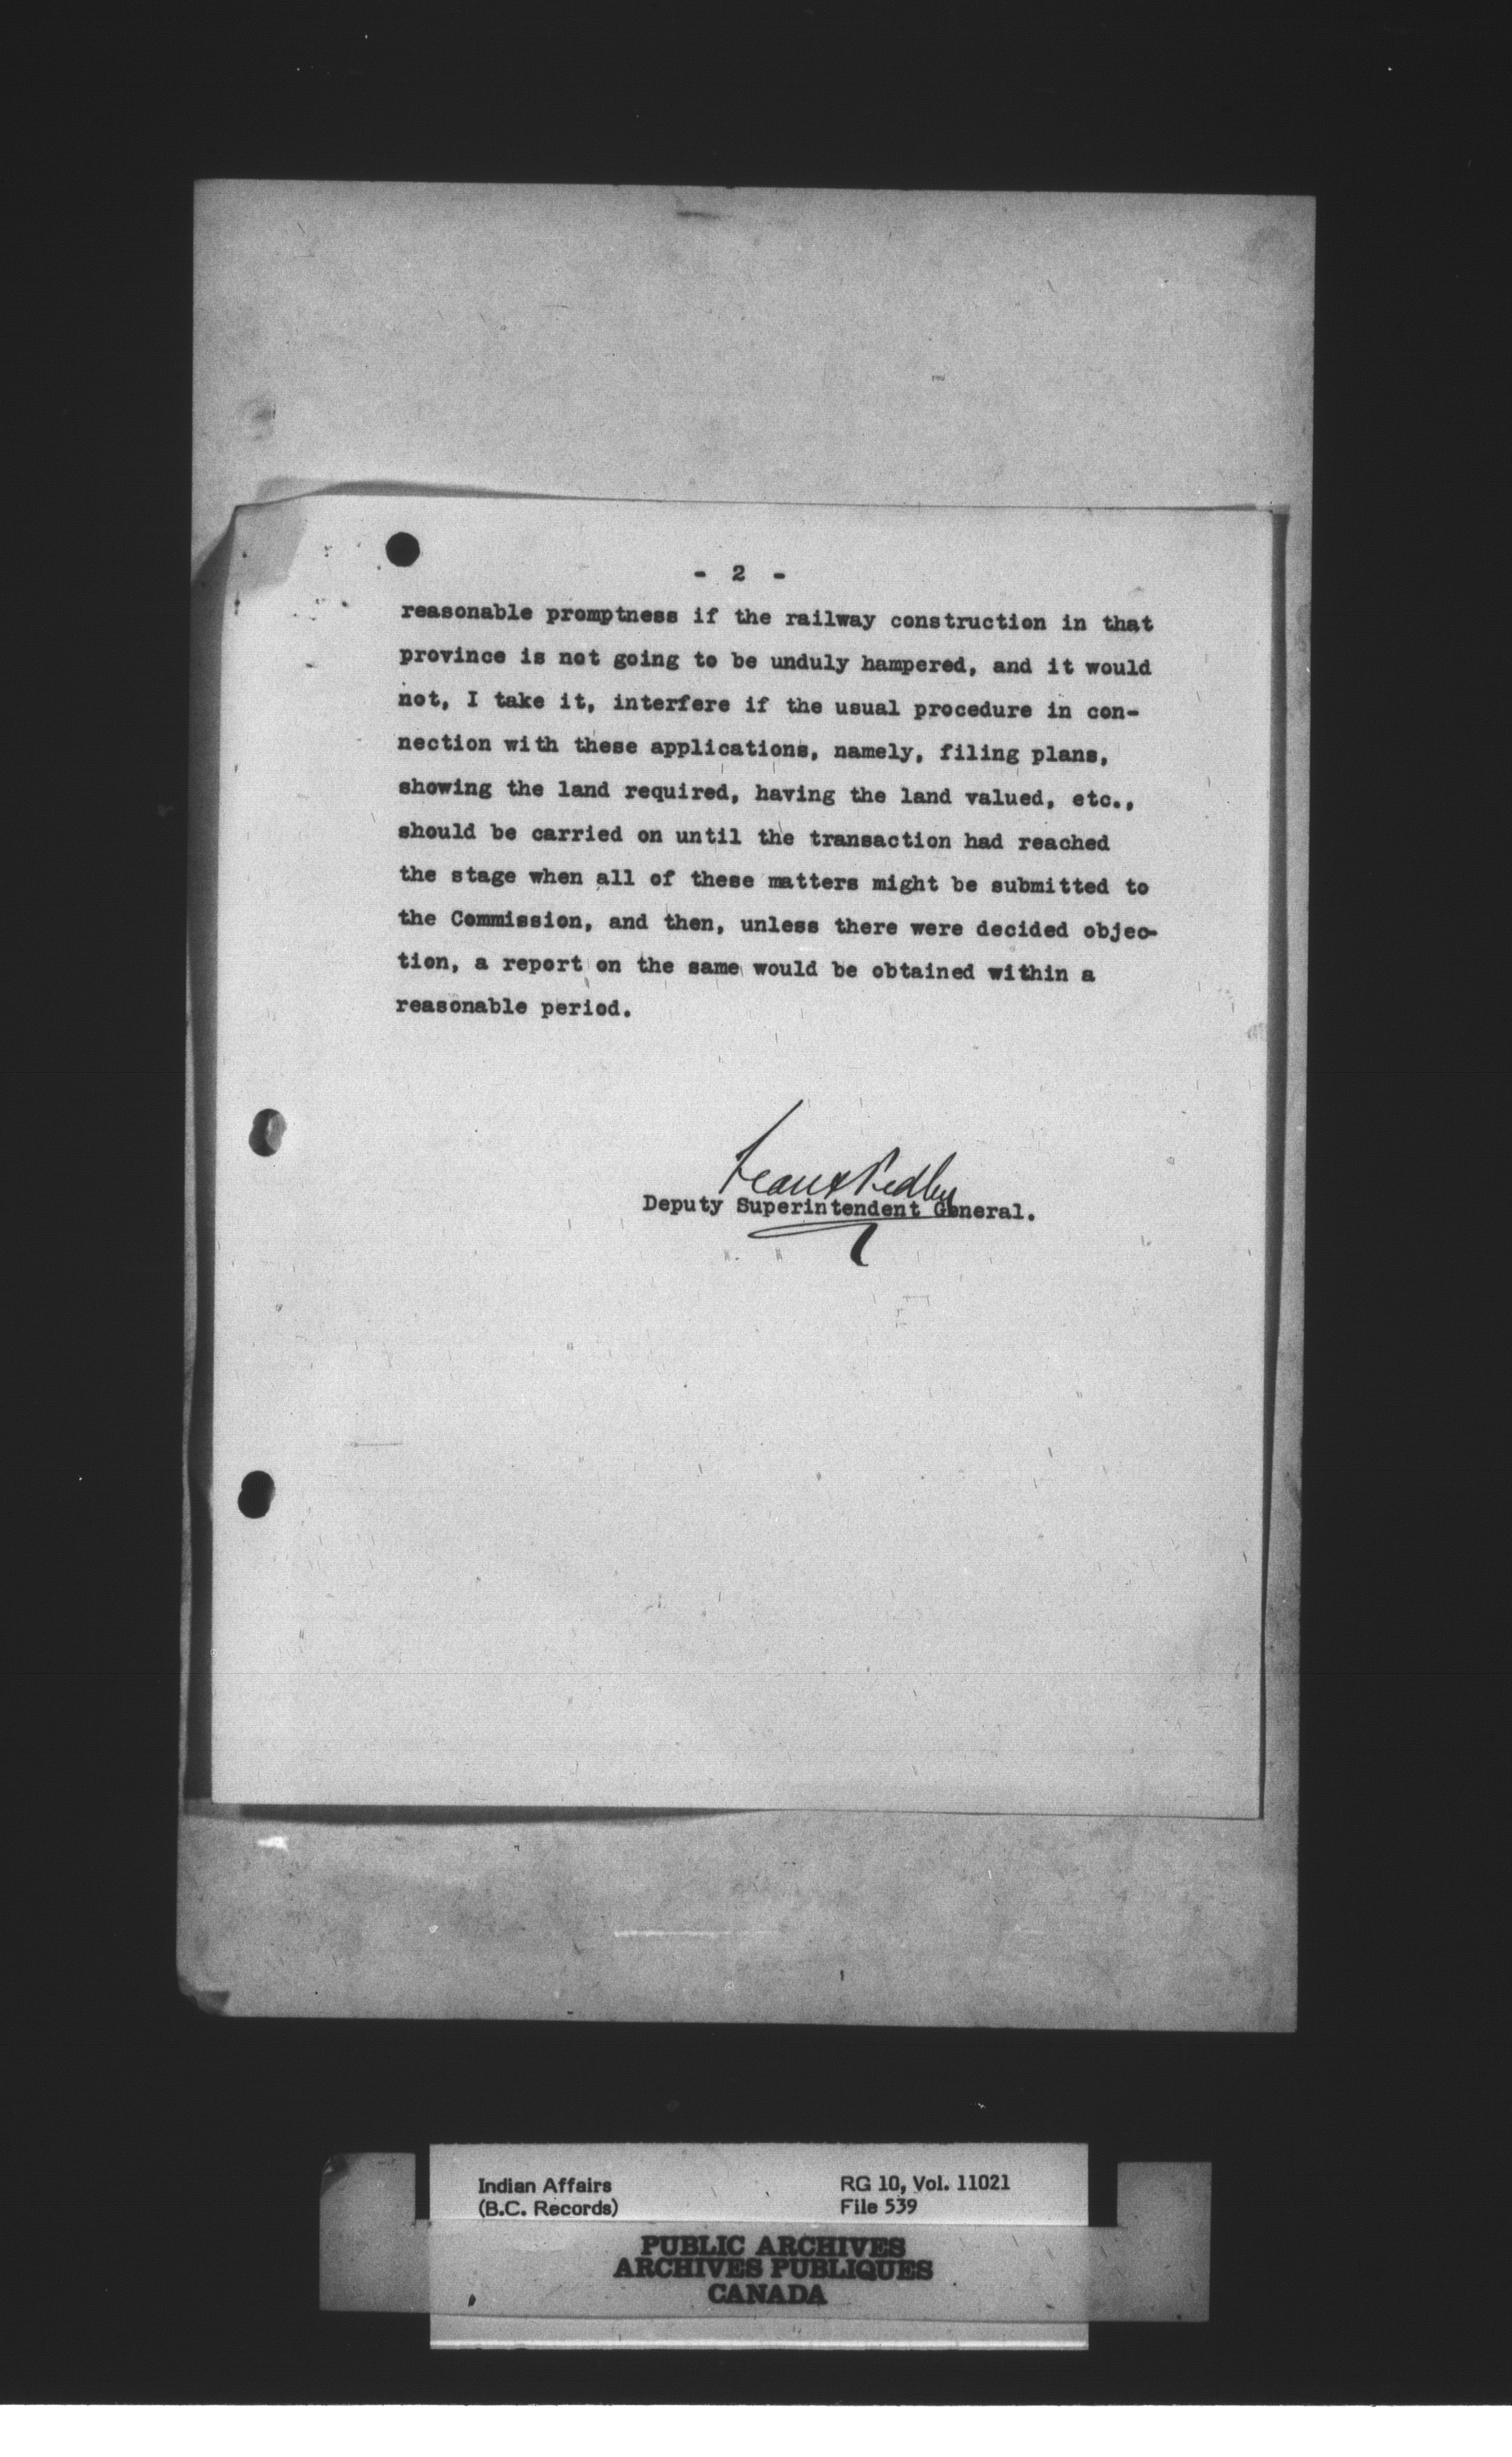 - 2 -
reasonable promptness if the railway construction in that
province is not going to be unduly hampered, and it would
not, I take it, interfere if the usual procedure in con-
nection with these applications, namely, filing plans,
showing the land required, having the land valued, etc.,
should be carried on until the transaction had reached
the stage when all of these matters might be submitted to
the Commission, and then, unless there were decided objec-
tion, a report on the same would be obtained within a
reasonable period.
Frank Pedley
Deputy Superintendent General.
Indian Affairs
(B.C. Records)
RG 10, Vol. 11021
File 539
PUBLIC ARCHIVES
ARCHIVES PUBLIQUES
CANADA